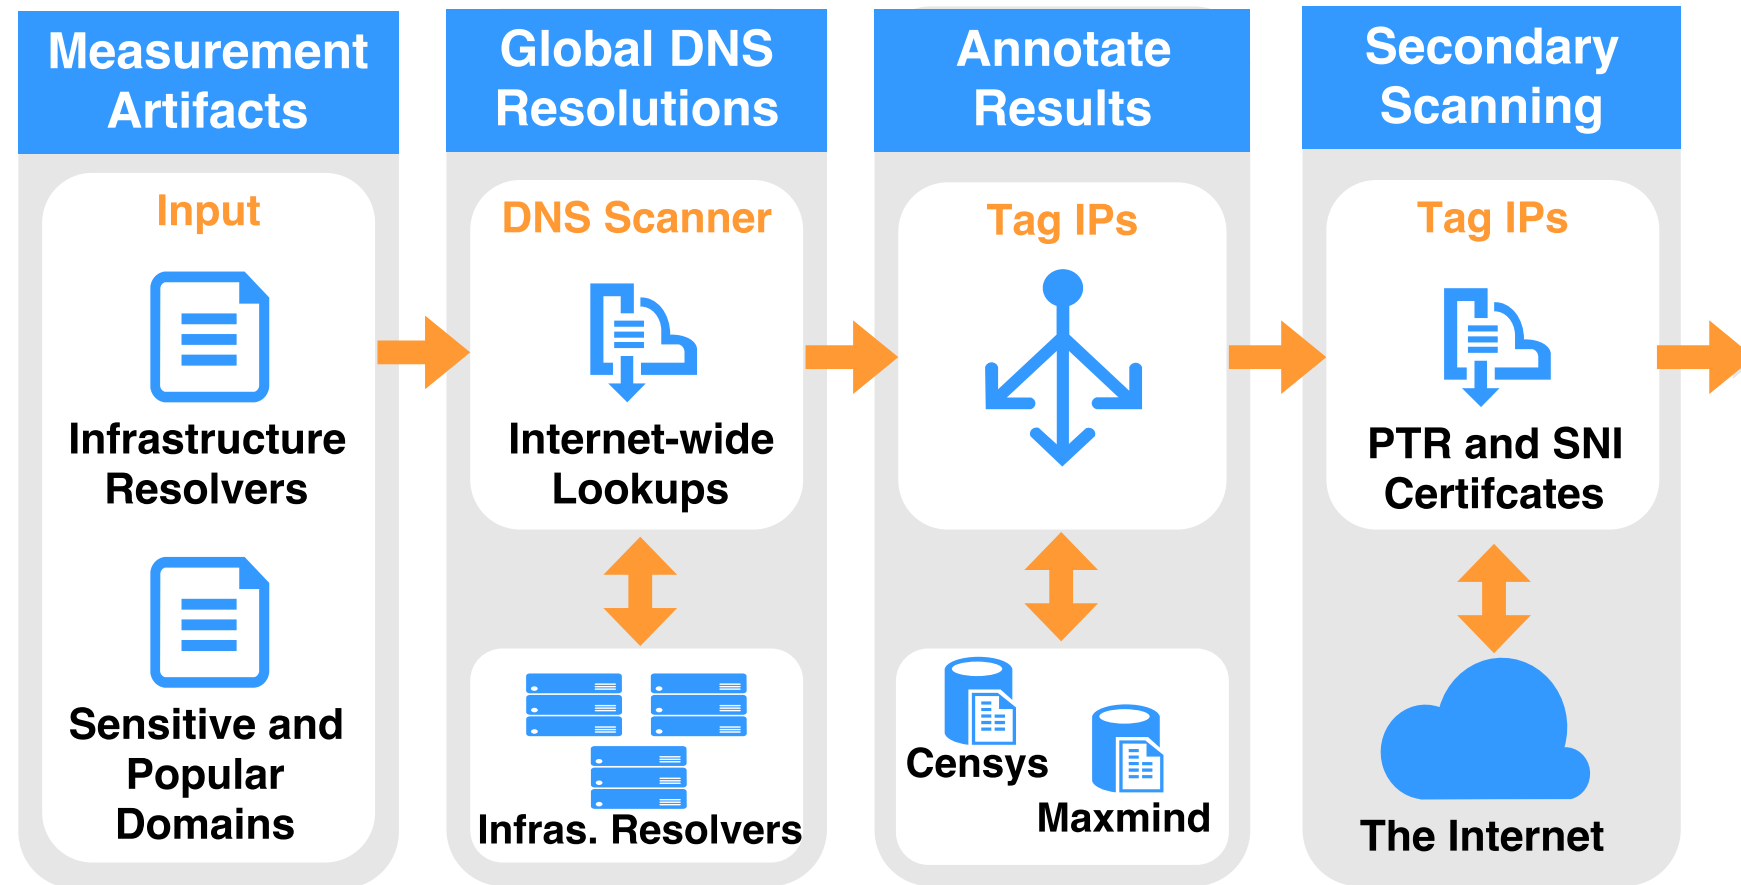 Measurement
Artifacts
Input
Infrastructure
Resolvers
Sensitive and
Popular
Domains
Global DNS
Resolutions
DNS Scanner
Internet-wide
Lookups
Infras. Resolvers
Annotate
Results
Tag IPs
Censys
Maxmind
Secondary
Scanning
Tag IPs
PTR and SNI
Certifcates
The Internet